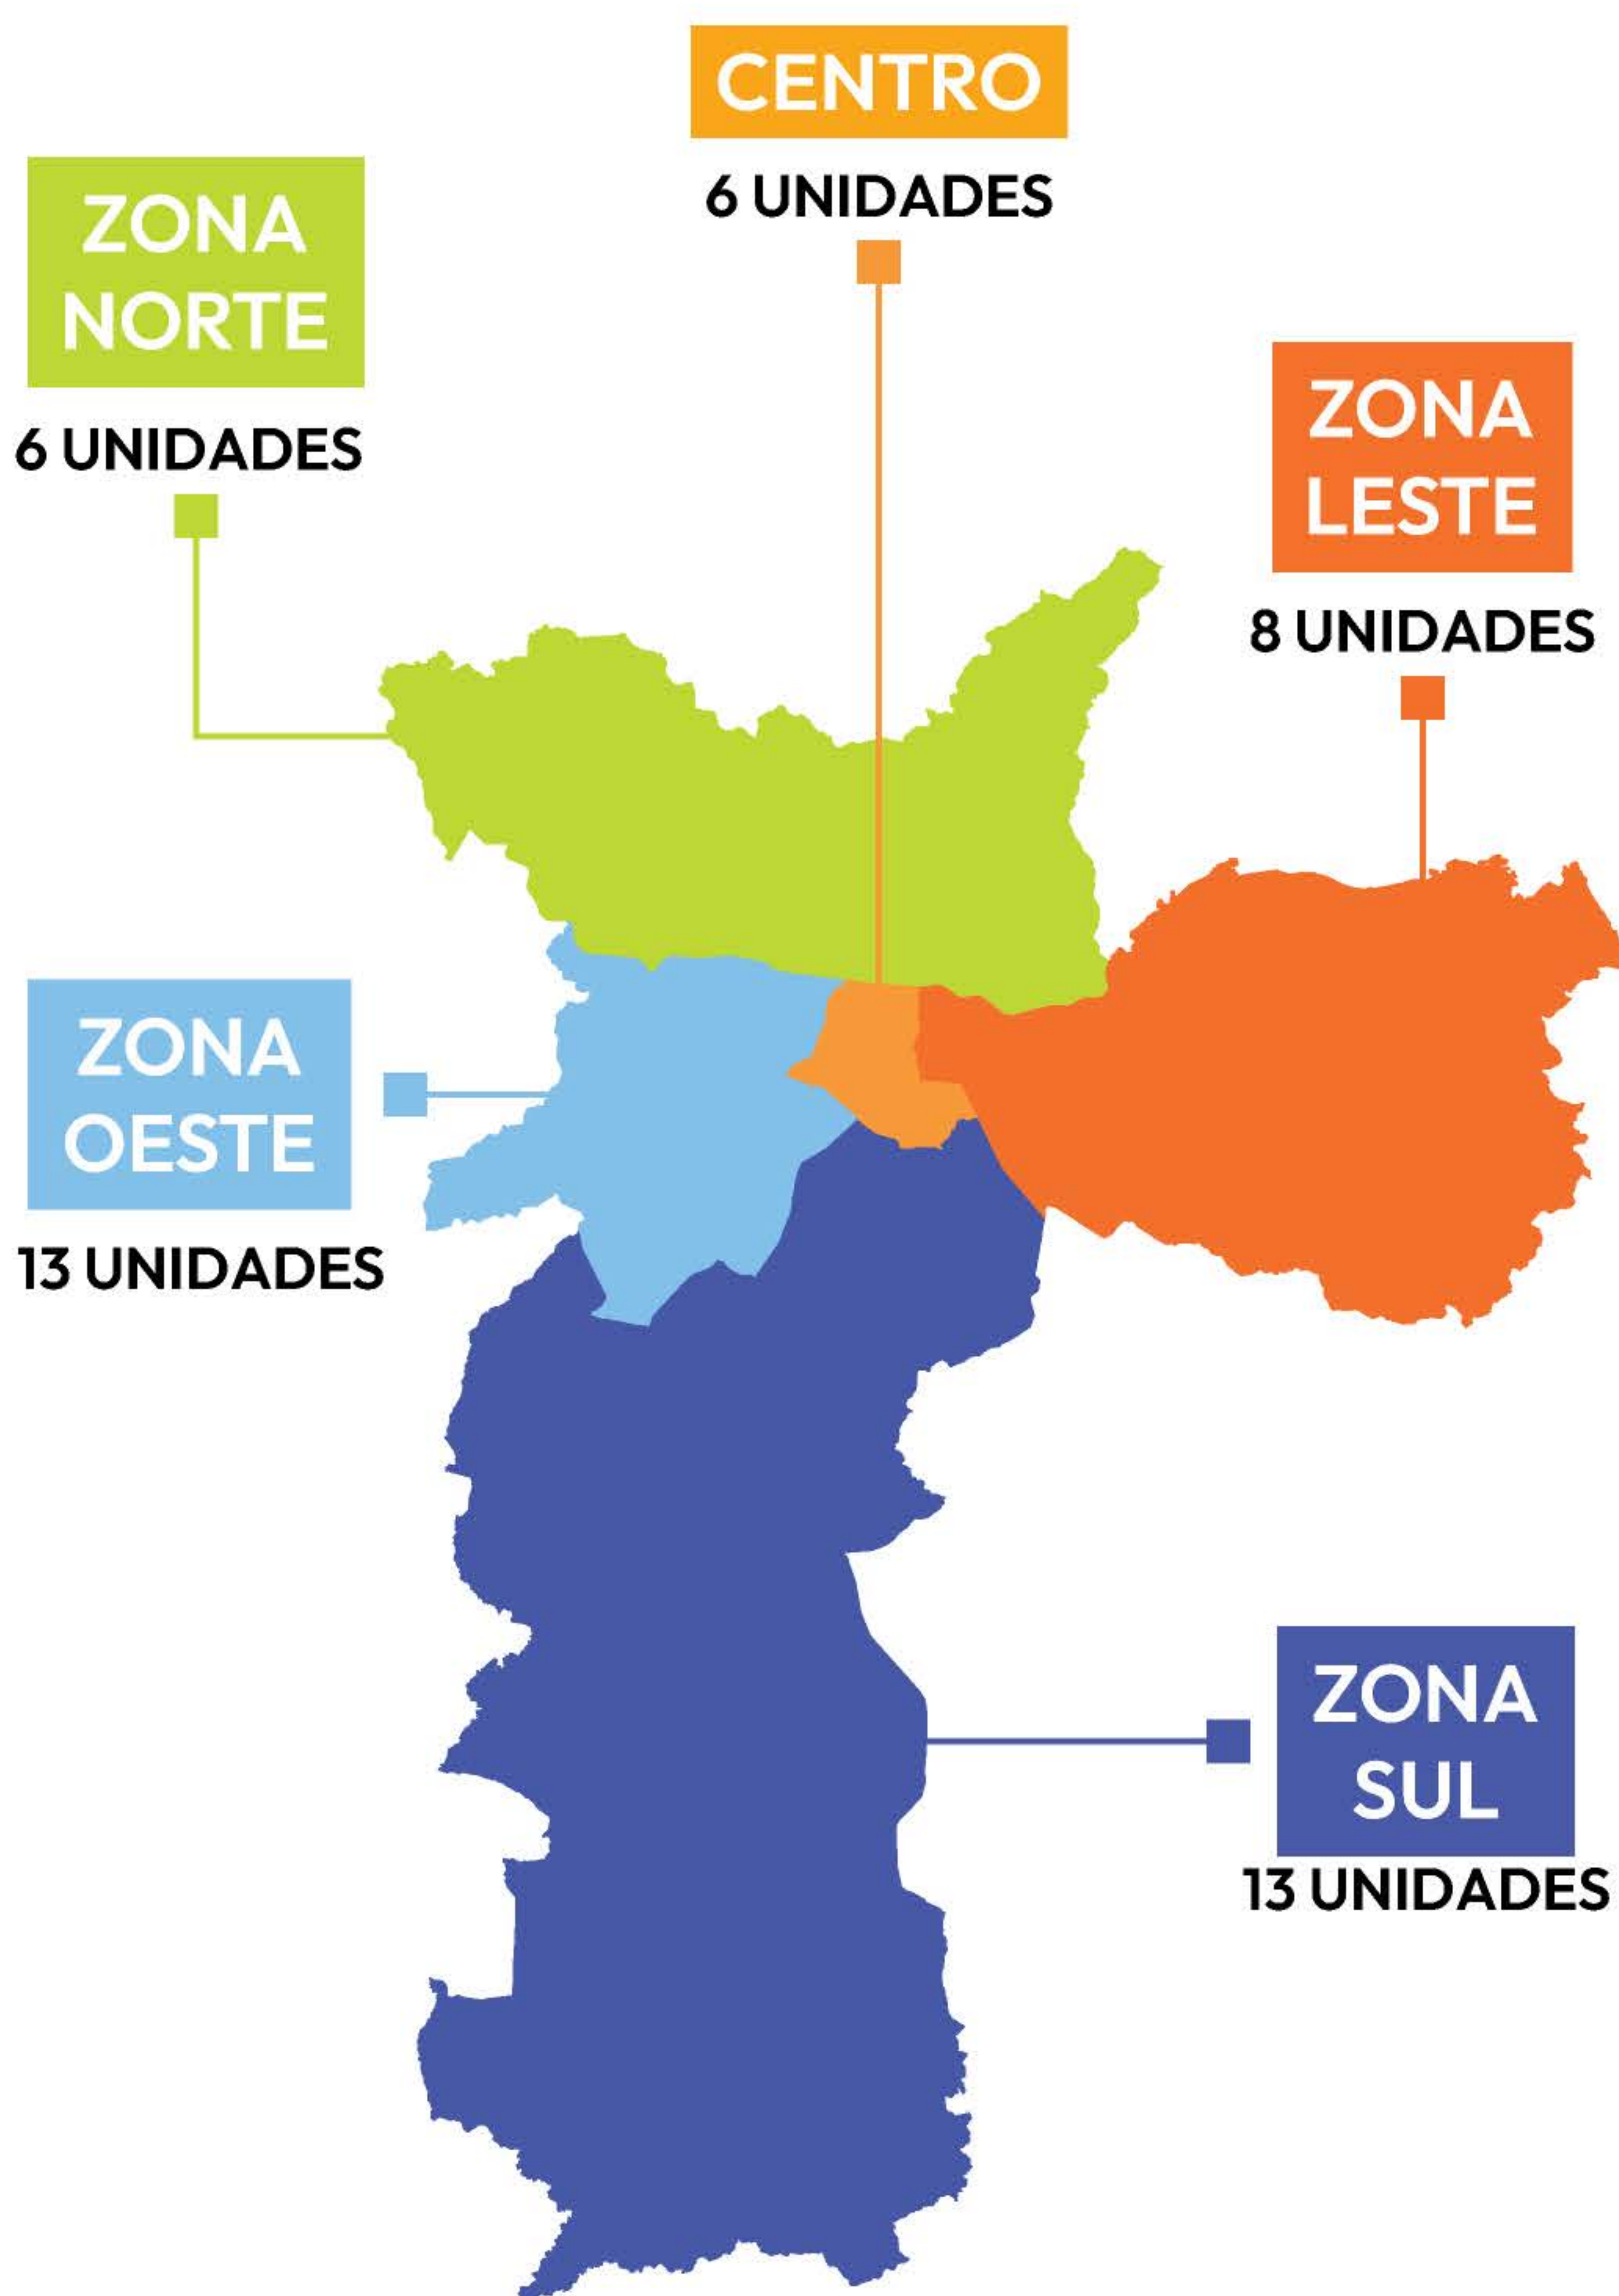 CENTRO
6 UNIDADES
ZONA
NORTE
6 UNIDADES
ZONA
LESTE
8 UNIDADES
ZONA
OESTE
13 UNIDADES
ZONA
SUL
13 UNIDADES